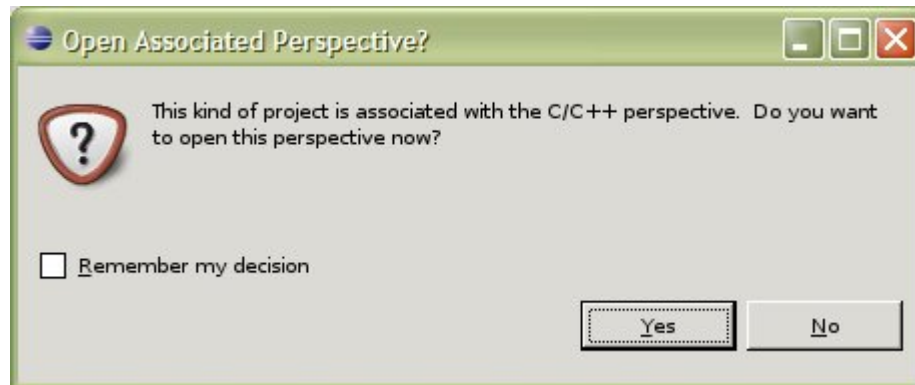 Open Associated Perspective?
This kind of project is associated with the C/C++ perspective.  Do you want
to open this perspective now?
Remember my decision
Yes
No